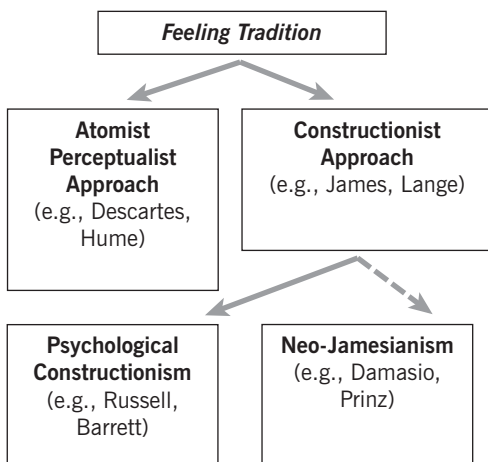 Feeling Tradition
Atomist
Perceptualist
Approach
(e.g., Descartes,
Hume)
Constructionist
Approach
(e.g., James, Lange)
Psychological
Constructionism
(e.g., Russell,
Barrett)
Neo-Jamesianism
(e.g., Damasio,
Prinz)